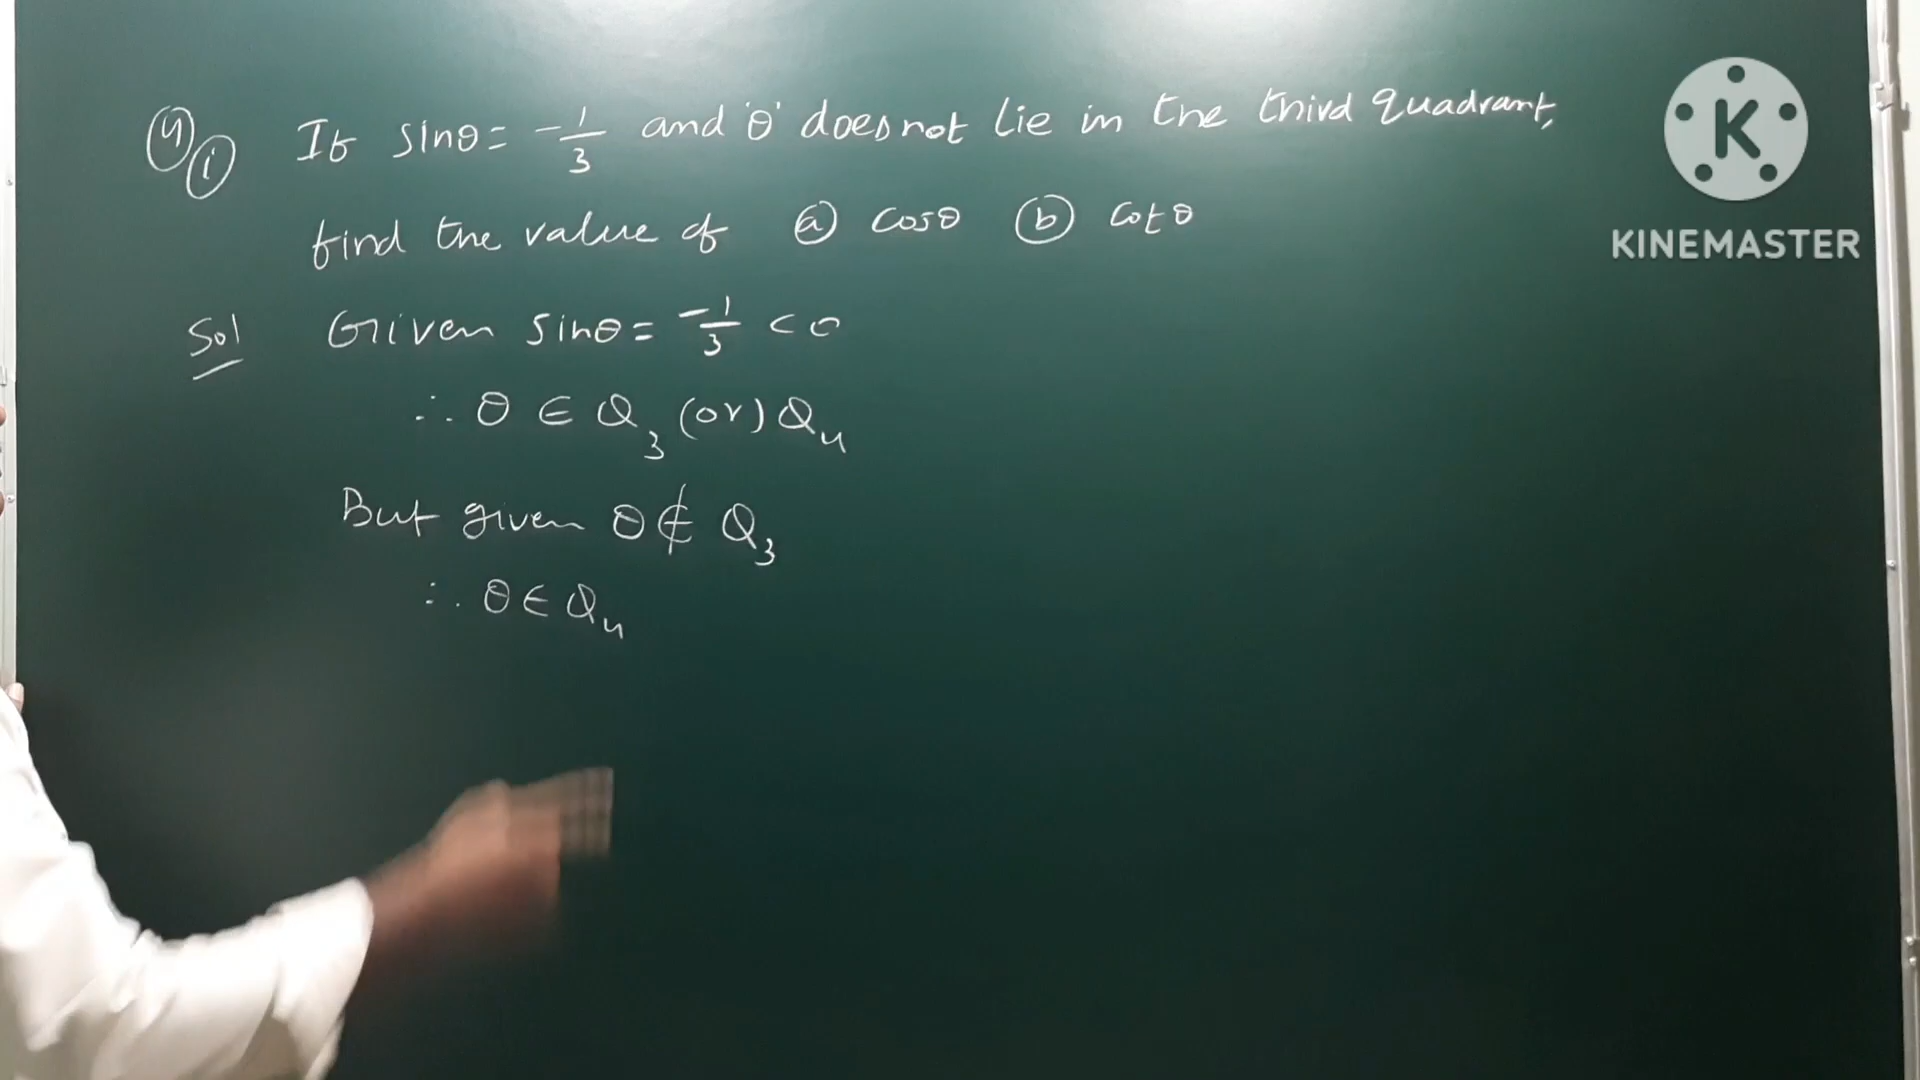 4 i If sinθ = -1/3 and 'θ' does not lie in the third quadrant,
find the value of (a) cosθ (b) cotθ
Sol Given sinθ = -1/3 < 0
∴ θ ∈ Q₃ (or) Q₄
But given θ ∉ Q₃
∴ θ ∈ Q₄
K
KINEMASTER